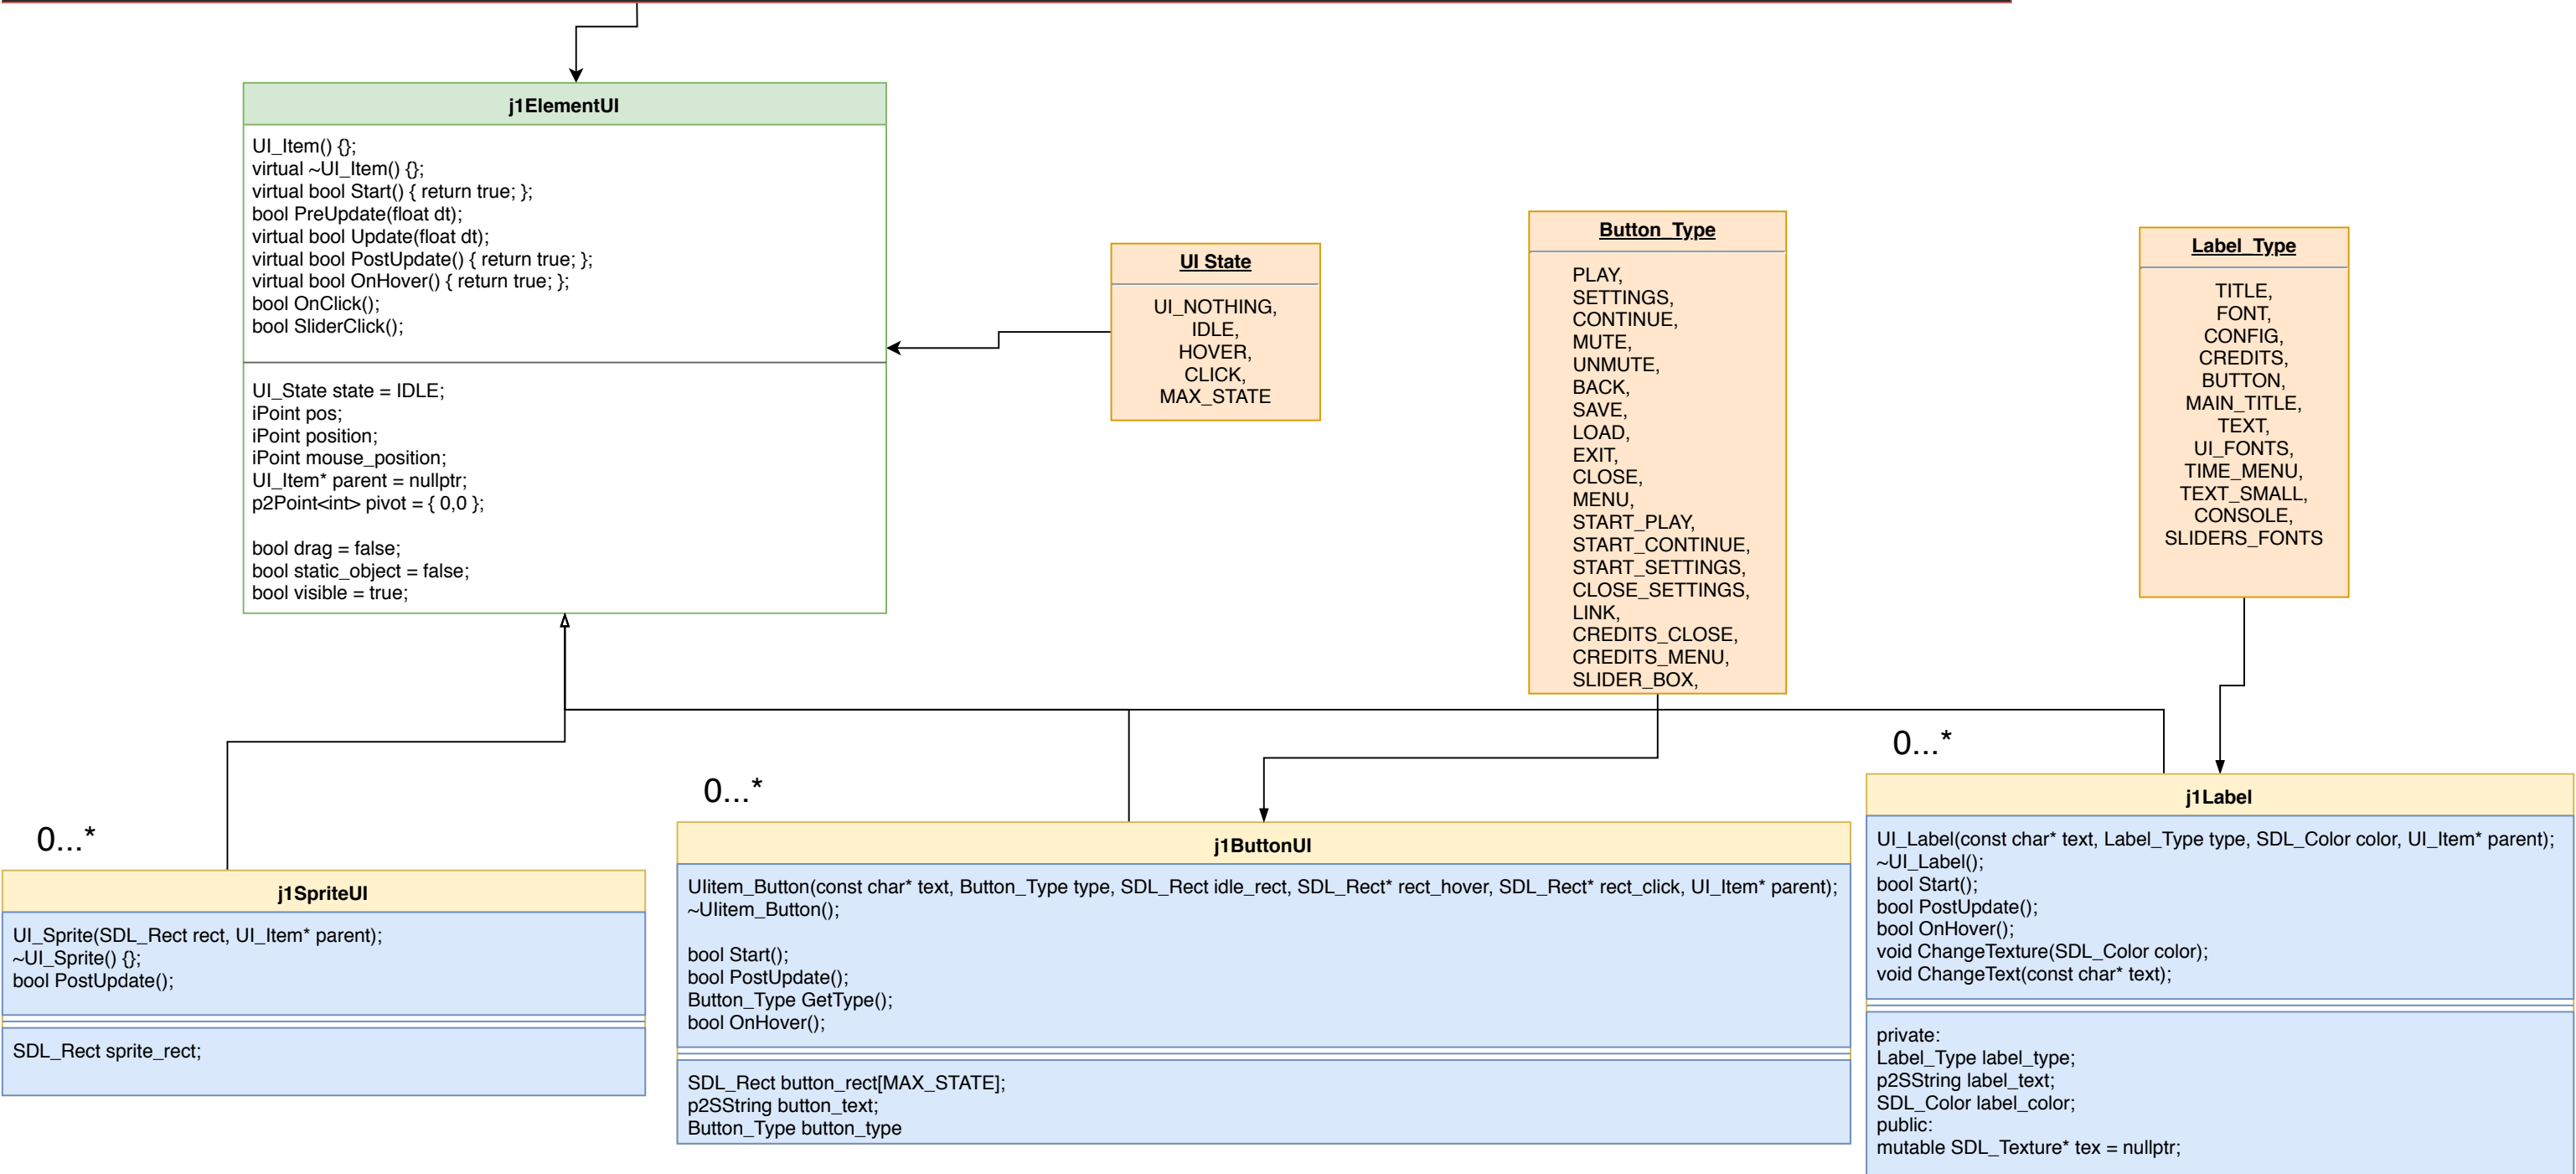 j1ElementUI
UI_Item() {};
virtual ~UI_Item() {};
virtual bool Start() { return true; };
bool PreUpdate(float dt);
virtual bool Update(float dt);
virtual bool PostUpdate() { return true; };
virtual bool OnHover() { return true; };
bool OnClick();
bool SliderClick();
UI_State state = IDLE;
iPoint pos;
iPoint position;
iPoint mouse_position;
UI_Item* parent = nullptr;
p2Point<int> pivot = { 0,0 };
bool drag = false;
bool static_object = false;
bool visible = true;
UI State
UI_NOTHING,
IDLE,
HOVER,
CLICK,
MAX_STATE
Button_Type
PLAY,
SETTINGS,
CONTINUE,
MUTE,
UNMUTE,
BACK,
SAVE,
LOAD,
EXIT,
CLOSE,
MENU,
START_PLAY,
START_CONTINUE,
START_SETTINGS,
CLOSE_SETTINGS,
LINK,
CREDITS_CLOSE,
CREDITS_MENU,
SLIDER_BOX,
Label_Type
TITLE,
FONT,
CONFIG,
CREDITS,
BUTTON,
MAIN_TITLE,
TEXT,
UI_FONTS,
TIME_MENU,
TEXT_SMALL,
CONSOLE,
SLIDERS_FONTS
0...*
j1SpriteUI
UI_Sprite(SDL_Rect rect, UI_Item* parent);
~UI_Sprite() {};
bool PostUpdate();
SDL_Rect sprite_rect;
0...*
j1ButtonUI
UIitem_Button(const char* text, Button_Type type, SDL_Rect idle_rect, SDL_Rect* rect_hover, SDL_Rect* rect_click, UI_Item* parent);
~UIitem_Button();
bool Start();
bool PostUpdate();
Button_Type GetType();
bool OnHover();
SDL_Rect button_rect[MAX_STATE];
p2SString button_text;
Button_Type button_type
0...*
j1Label
UI_Label(const char* text, Label_Type type, SDL_Color color, UI_Item* parent);
~UI_Label();
bool Start();
bool PostUpdate();
bool OnHover();
void ChangeTexture(SDL_Color color);
void ChangeText(const char* text);
private:
Label_Type label_type;
p2SString label_text;
SDL_Color label_color;
public:
mutable SDL_Texture* tex = nullptr;